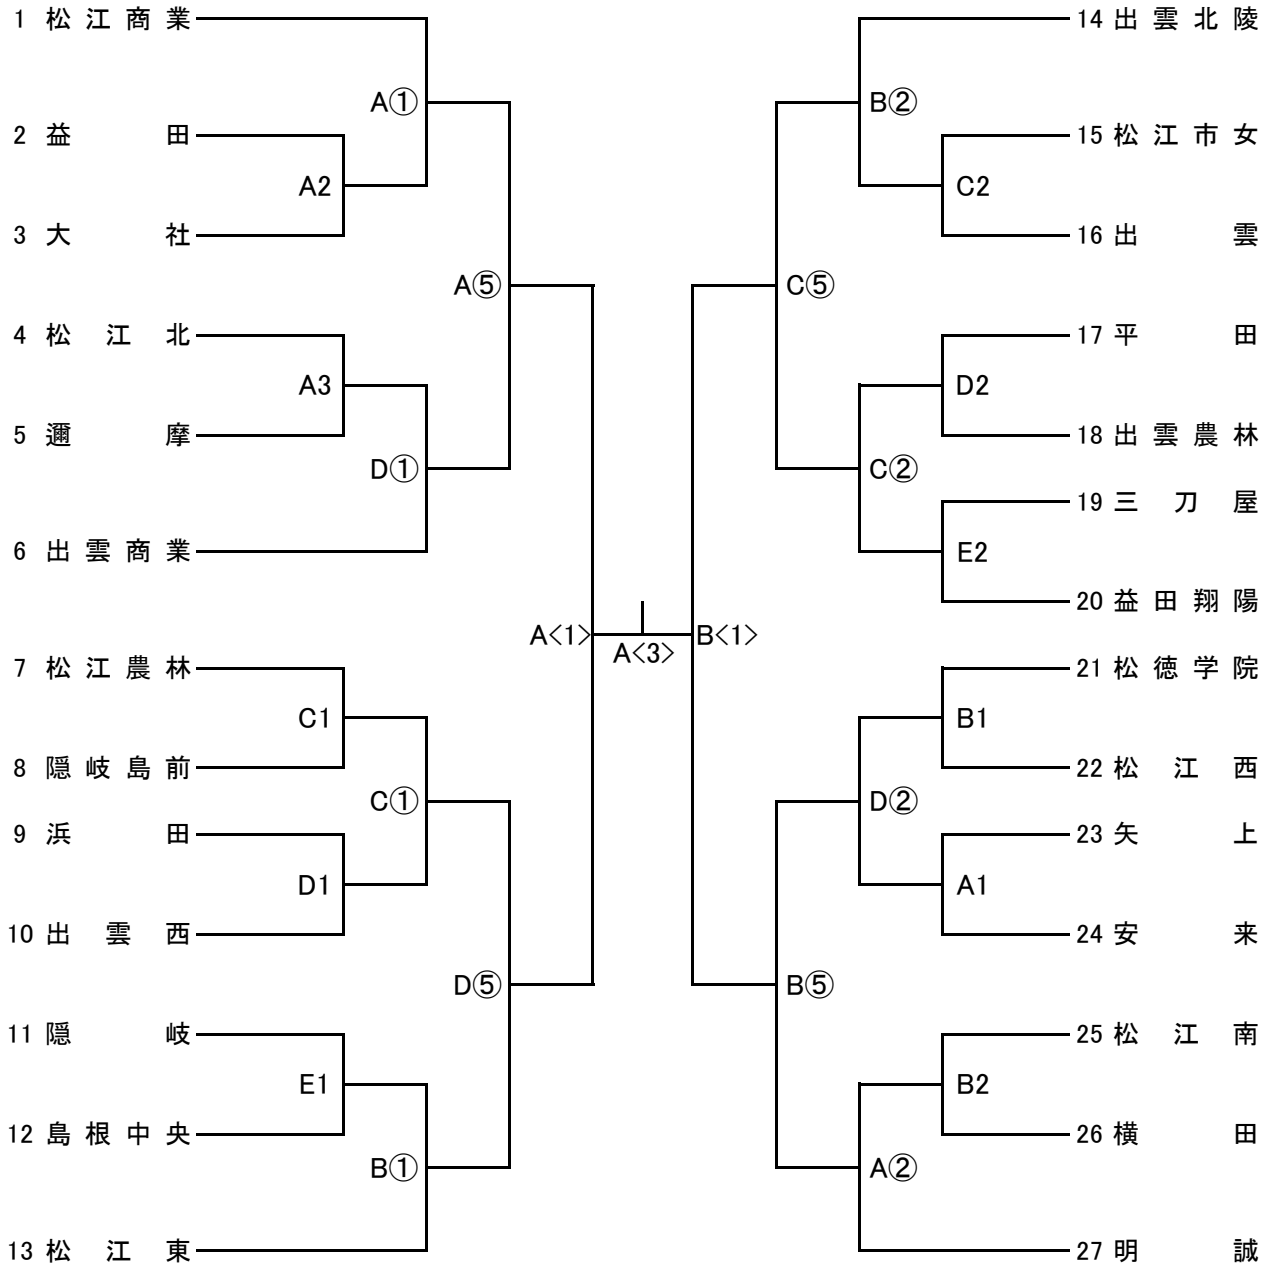 1 松江商業
A①
2 益田
A2
3 大社
A⑤
4 松江北
A3
5 邇摩
D①
6 出雲商業
A<1>
7 松江農林
C1
8 隠岐島前
C①
9 浜田
D1
10 出雲西
D⑤
11 隠岐
E1
12 島根中央
B①
13 松江東
A<3>
14 出雲北陵
B②
15 松江市女
C2
16 出雲
C⑤
17 平田
D2
18 出雲農林
C②
19 三刀屋
E2
20 益田翔陽
B<1>
21 松徳学院
B1
22 松江西
D②
23 矢上
A1
24 安来
B⑤
25 松江南
B2
26 横田
A②
27 明誠